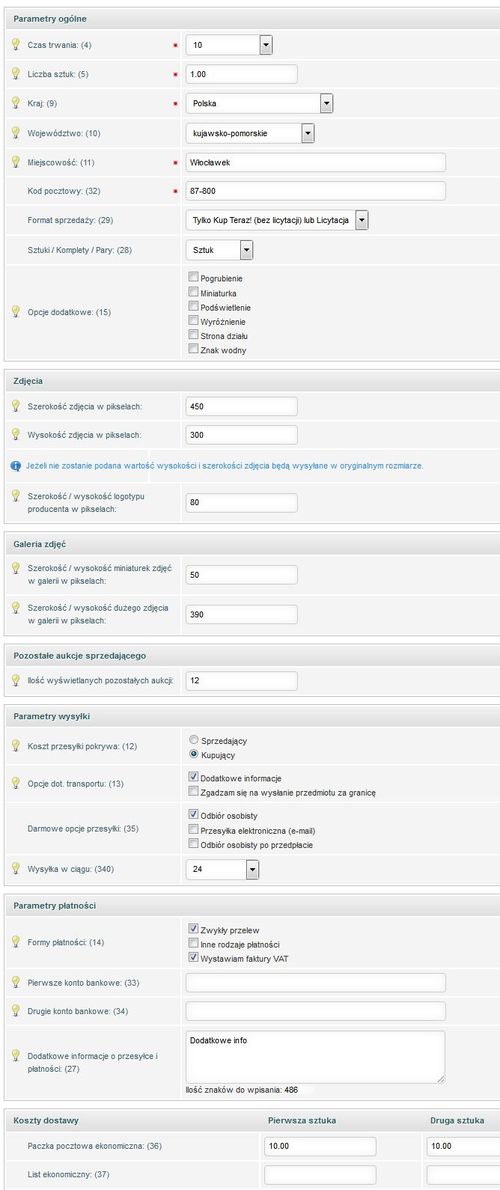 Parametry ogólne
Czas trwania: (4) 10
Liczba sztuk: (5) 1.00
Kraj: (9) Polska
Województwo: (10) kujawsko-pomorskie
Miejscowość: (11) Włocławek
Kod pocztowy: (32) 87-800
Format sprzedaży: (29) Tylko Kup Teraz! (bez licytacji) lub Licytacja
Sztuki / Komplety / Pary: (28) Sztuk
Opcje dodatkowe: (15)
Pogrubienie
Miniaturka
Podświetlenie
Wyróżnienie
Strona działu
Znak wodny
Zdjęcia
Szerokość zdjęcia w pikselach: 450
Wysokość zdjęcia w pikselach: 300
Jeżeli nie zostanie podana wartość wysokości i szerokości zdjęcia będą wysyłane w oryginalnym rozmiarze.
Szerokość / wysokość logotypu
producenta w pikselach: 80
Galeria zdjęć
Szerokość / wysokość miniaturek zdjęć
w galerii w pikselach: 50
Szerokość / wysokość dużego zdjęcia
w galerii w pikselach: 390
Pozostałe aukcje sprzedającego
Ilość wyświetlanych pozostałych aukcji: 12
Parametry wysyłki
Koszt przesyłki pokrywa: (12)
Sprzedający
Kupujący
Opcje dot. transportu: (13)
Dodatkowe informacje
Zgadzam się na wysłanie przedmiotu za granicę
Darmowe opcje przesyłki: (35)
Odbiór osobisty
Przesyłka elektroniczna (e-mail)
Odbiór osobisty po przedpłacie
Wysyłka w ciągu: (340) 24
Parametry płatności
Formy płatności: (14)
Zwykły przelew
Inne rodzaje płatności
Wystawiam faktury VAT
Pierwsze konto bankowe: (33)
Drugie konto bankowe: (34)
Dodatkowe informacje o przesyłce i
płatności: (27)
Dodatkowe info
Ilość znaków do wpisania: 486
Koszty dostawy Pierwsza sztuka Druga sztuka
Paczka pocztowa ekonomiczna: (36) 10.00 10.00
List ekonomiczny: (37)